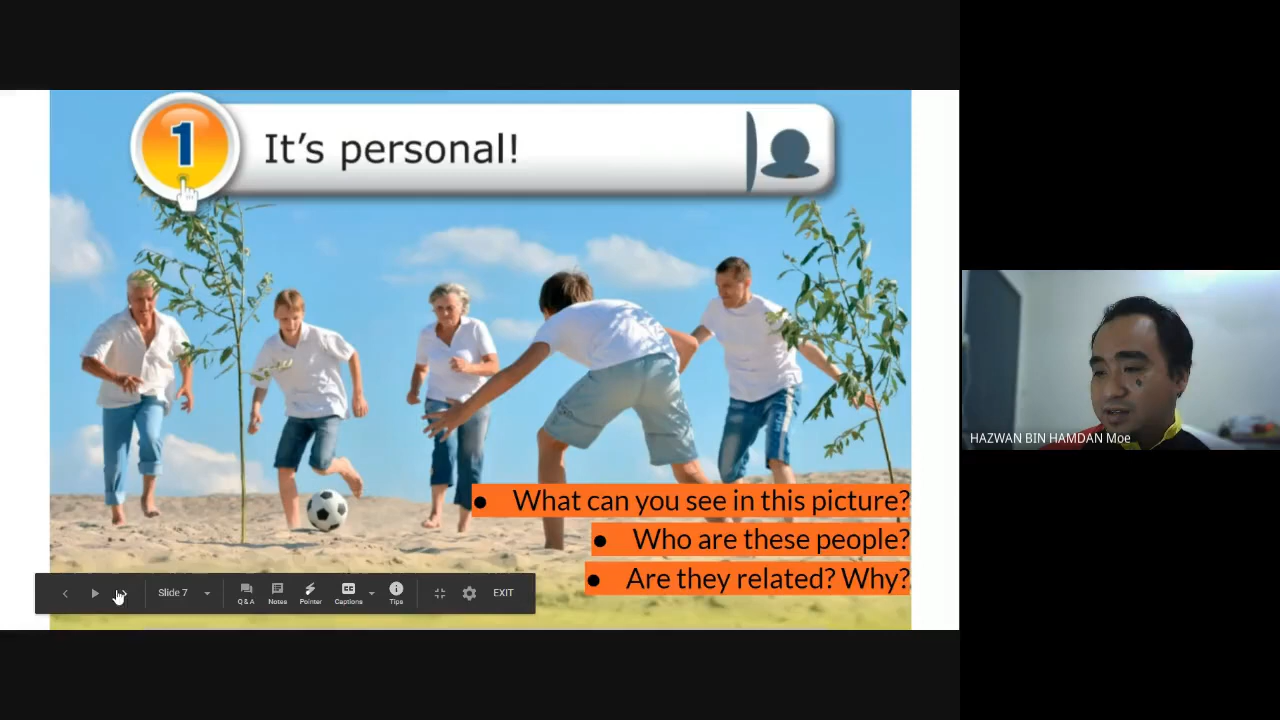 1
It's personal!
What can you see in this picture?
Who are these people?
Are they related? Why?
HAZWAN BIN HAMDAN Moe
Slide 7
Q & A
Notes
Pointer
Captions
Tips
EXIT